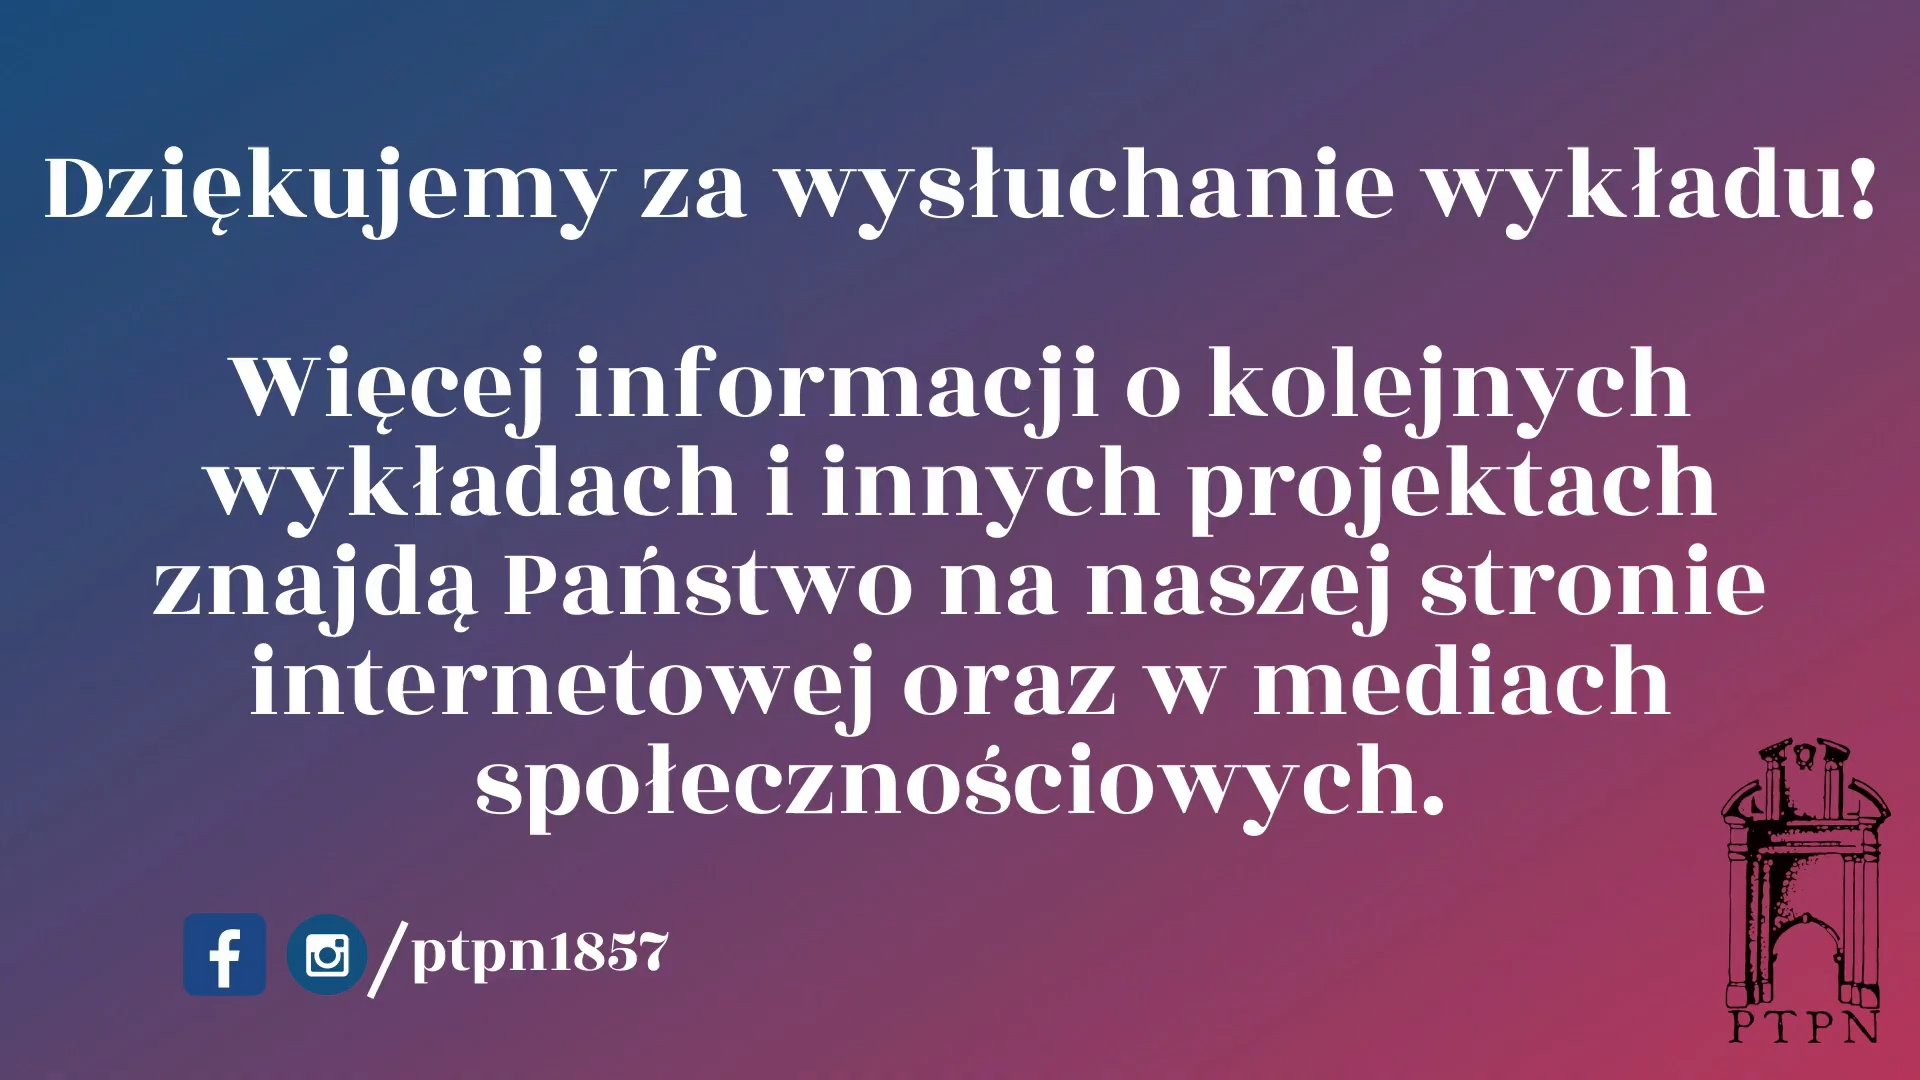 Dziękujemy za wysłuchanie wykładu!
Więcej informacji o kolejnych
wykładach i innych projektach
znajdą Państwo na naszej stronie
internetowej oraz w mediach
społecznościowych.
/ptpn1857
PTPN